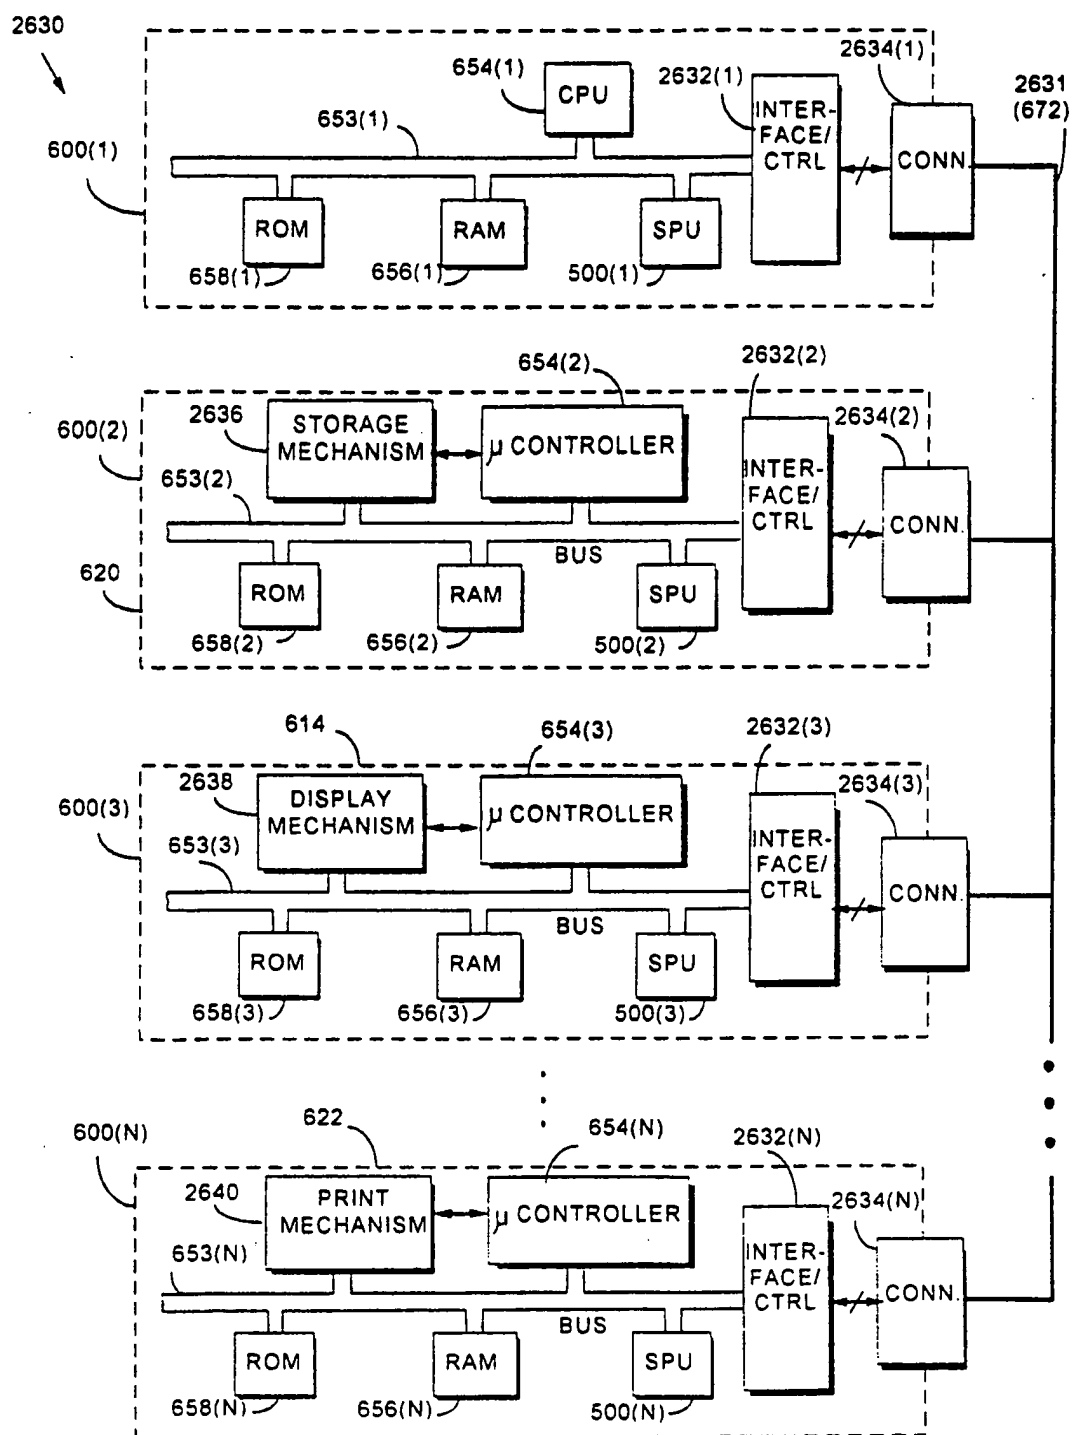 2630
654(1)
CPU
2632(1)
INTER-
FACE/
CTRL
2634(1)
CONN.
2631
(672)
653(1)
600(1)
ROM
RAM
SPU
658(1)
656(1)
500(1)
654(2)
2632(2)
2636
STORAGE
MECHANISM
μ CONTROLLER
2634(2)
600(2)
INTER-
FACE/
CTRL
653(2)
CONN.
BUS
620
ROM
RAM
SPU
658(2)
656(2)
500(2)
614
654(3)
2632(3)
2638
DISPLAY
MECHANISM
μ CONTROLLER
2634(3)
600(3)
INTER-
FACE/
CTRL
653(3)
CONN.
BUS
ROM
RAM
SPU
658(3)
656(3)
500(3)
622
654(N)
2632(N)
600(N)
2640
PRINT
MECHANISM
μ CONTROLLER
2634(N)
653(N)
INTER-
FACE/
CTRL
CONN.
BUS
ROM
RAM
SPU
658(N)
656(N)
500(N)